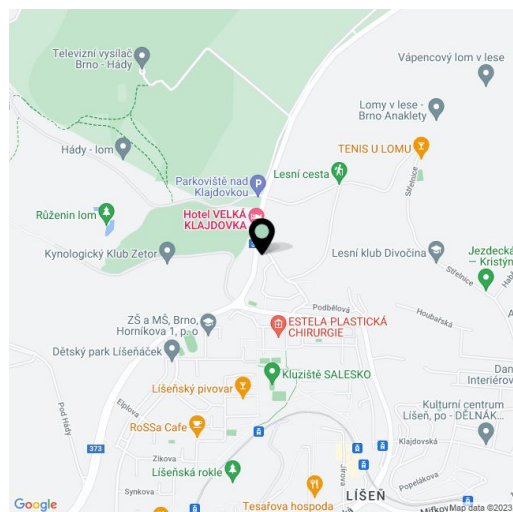 Televizní vysílač
Brno - Hády
Vápencový lom v lese
Lomy v lese -
Brno Anaklety
Hády - lom
TENIS U LOMU
Parkoviště nad
Klajdovkou
Lesní cesta
Střelnice
Růženin lom
Hotel VELKÁ
KLAJDOVKA
Kynologický Klub Zetor
Lesní klub Divočina
Jezdecká
– Kristýn
Střelnice
Podbělová
Houbařská
ZŠ a MŠ, Brno,
Horníkova 1, p. o
ESTELA PLASTICKÁ
CHIRURGIE
Dětský park Líšeňáček
Kluziště SALESKO
Dan
Interiérov
Líšeňský pivovar
Elplova
Pod Hády
Kulturní centrum
Líšeň, po - DĚLNÁK...
RoSSa Cafe
373
Klajdovská
Zikova
Líšeňská rokle
Jírova
Popelákova
Synkova
LÍŠEŇ
Tesařova hospoda
Google
Map data ©2023